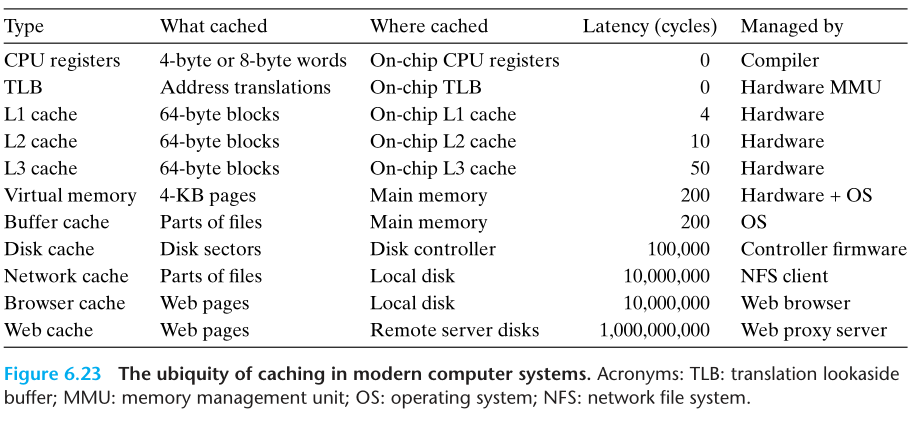 Type What cached Where cached Latency (cycles) Managed by
CPU registers 4-byte or 8-byte words On-chip CPU registers 0 Compiler
TLB Address translations On-chip TLB 0 Hardware MMU
L1 cache 64-byte blocks On-chip L1 cache 4 Hardware
L2 cache 64-byte blocks On-chip L2 cache 10 Hardware
L3 cache 64-byte blocks On-chip L3 cache 50 Hardware
Virtual memory 4-KB pages Main memory 200 Hardware + OS
Buffer cache Parts of files Main memory 200 OS
Disk cache Disk sectors Disk controller 100,000 Controller firmware
Network cache Parts of files Local disk 10,000,000 NFS client
Browser cache Web pages Local disk 10,000,000 Web browser
Web cache Web pages Remote server disks 1,000,000,000 Web proxy server
Figure 6.23 The ubiquity of caching in modern computer systems. Acronyms: TLB: translation lookaside
buffer; MMU: memory management unit; OS: operating system; NFS: network file system.